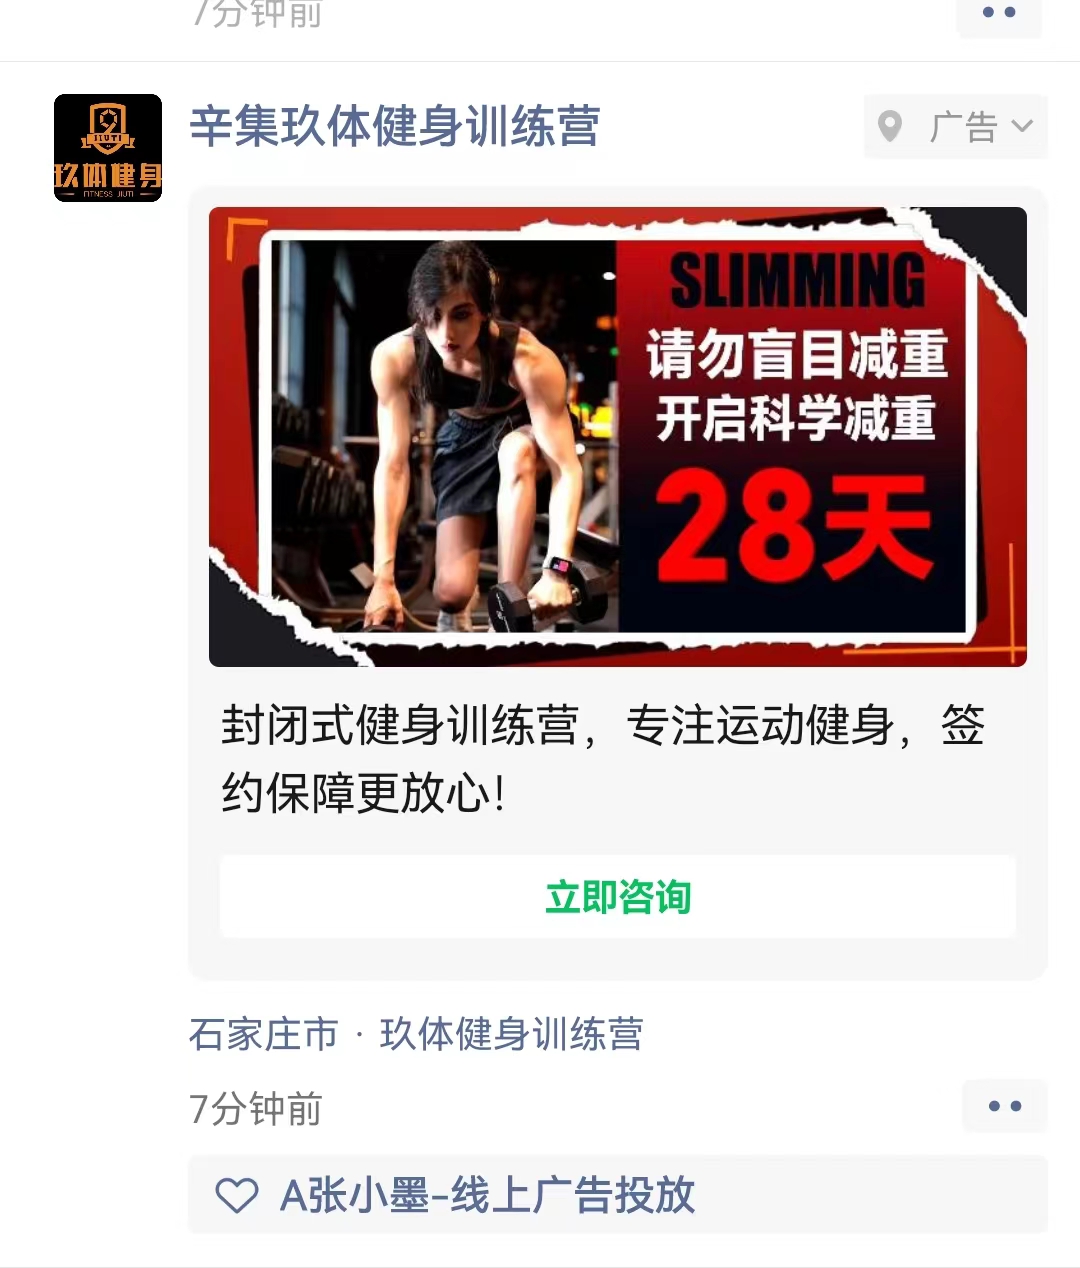 7分钟前
辛集玖体健身训练营
广告
9
JIUTI
玖体健身
FITNESS JIUTI
SLIMMING
请勿盲目减重
开启科学减重
28天
封闭式健身训练营，专注运动健身，签
约保障更放心！
立即咨询
石家庄市 · 玖体健身训练营
7分钟前
A张小墨-线上广告投放